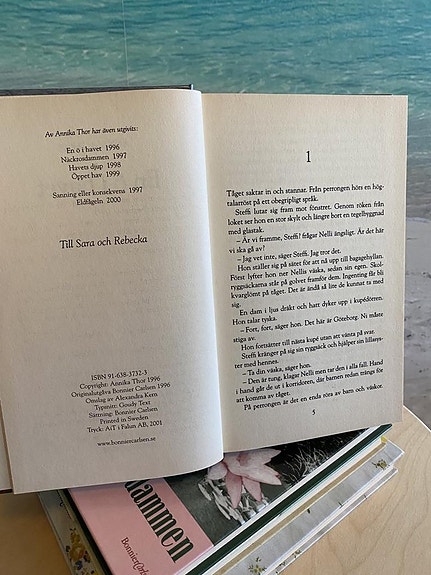 Av Annika Thor har även utgivits:
En ö i havet 1996
Näckrosdammen 1997
Havets djup 1998
Öppet hav 1999
Sanning eller konsekvens 1997
Eldfågeln 2000
Till Sara och Rebecka
ISBN 91-638-3732-3
Copyright: Annika Thor 1996
Originalutgåva Bonnier Carlsen 1996
Omslag av Alexandra Kern
Typsnitt: Goudy Text
Sättning: Bonnier Carlsen
Printed in Sweden
Tryck: AiT i Falun AB, 2001
www.bonniercarlsen.se
1
Tåget saktar in och stannar. Från perrongen höts en hög-
talarröst på ett obegripligt språk.
Steffi lutar sig fram mot fönstret. Genom röken från
loket ser hon en stor skylt och längre bort en tegelbyggnad
med glastak.
– Är vi framme, Steffi? frågar Nelli ängsligt. Är det här
vi ska gå av?
– Jag vet inte, säger Steffi. Jag tror det.
Hon ställer sig på sätet för att nå upp till bagagehyllan.
Först lyfter hon ner Nellis väska, sedan sin egen. Skol-
ryggsäckarna står på golvet framför dem. Ingenting får bli
kvarglömt på tåget. Det är ändå så lite de kunnat ta med
sig.
En dam i ljus dräkt och hatt dyker upp i kupédörren.
Hon talar tyska.
– Fort, fort, säger hon. Det här är Göteborg. Ni måste
stiga av.
Hon fortsätter till nästa kupé utan att vänta på svar.
Steffi kränger på sig sin ryggsäck och hjälper sin lillasys-
ter med hennes.
– Ta din väska, säger hon.
– Den är tung, klagar Nelli men tar den i alla fall. Hand
i hand går de ut i korridoren, där barnen redan trängs för
att komma av tåget.
På perrongen är det en enda röra av barn och väskor.
5
dammen
BonnierCarls